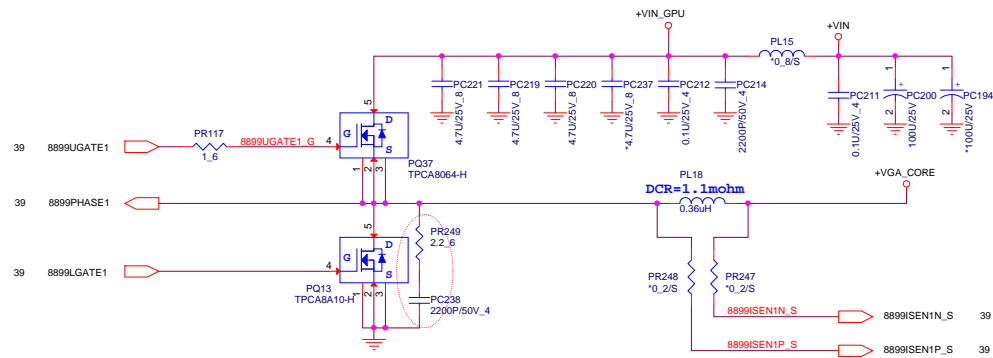 +VIN_GPU
+VIN
PL15
*0_8/S
PC221
4.7U/25V_8
PC219
4.7U/25V_8
PC220
4.7U/25V_8
PC237
*4.7U/25V_8
PC212
0.1U/25V_4
PC214
2200P/50V_4
PC211
0.1U/25V_4
1
2
+
PC200
100U/25V
1
2
+
PC194
*100U/25V
39 8899UGATE1
PR117
1_6
8899UGATE1_G
5
D
G
S
4
1
2
3
PQ37
TPCA8064-H
39 8899PHASE1
PL18
DCR=1.1mohm
0.36uH
+VGA_CORE
39 8899LGATE1
5
D
G
S
4
1
2
3
PQ13
TPCA8A10-H
PR249
2.2_6
PC238
2200P/50V_4
PR248
*0_2/S
PR247
*0_2/S
8899ISEN1N_S
8899ISEN1N_S 39
8899ISEN1P_S
8899ISEN1P_S 39